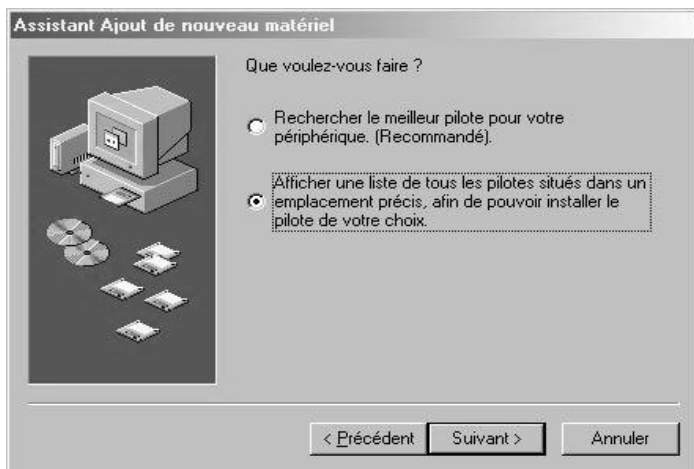 Assistant Ajout de nouveau matériel
Que voulez-vous faire ?
Rechercher le meilleur pilote pour votre
périphérique. (Recommandé).
Afficher une liste de tous les pilotes situés dans un
emplacement précis, afin de pouvoir installer le
pilote de votre choix.
< Précédent
Suivant >
Annuler